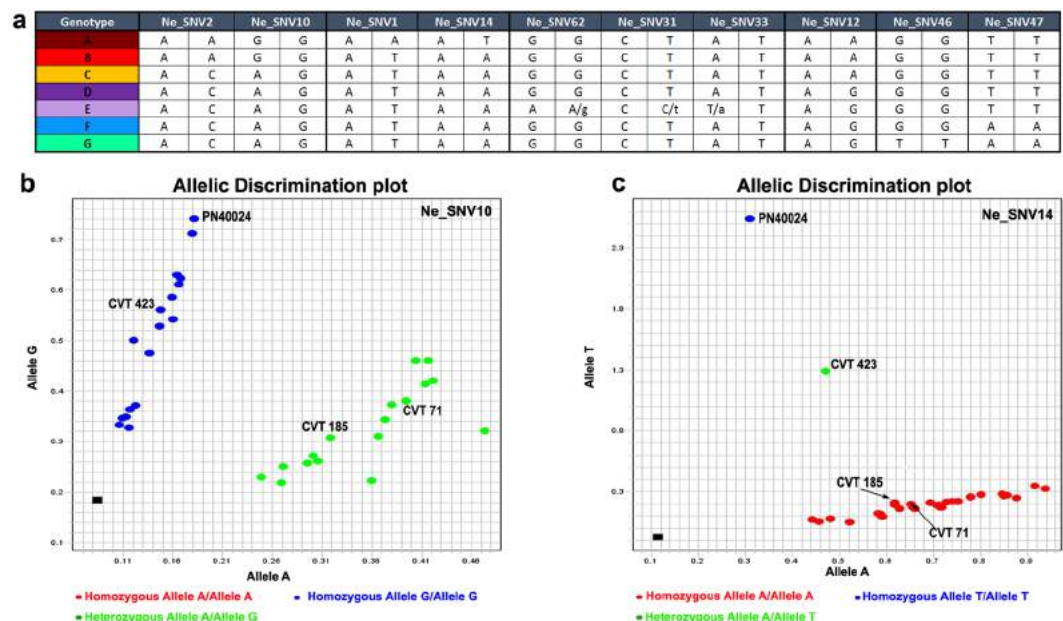 a
Genotype Ne_SNV2 Ne_SNV10 Ne_SNV1 Ne_SNV14 Ne_SNV62 Ne_SNV31 Ne_SNV33 Ne_SNV12 Ne_SNV46 Ne_SNV47
A A A G G A A A T G G C T A T A A G G T T
B A A G G A T A A G G C T A T A A G G T T
C A C A G A T A A G G C T A T A A G G T T
D A C A G A T A A G G C T A T A G G G T T
E A C A G A T A A A A/g C C/t T/a T A G G G T T
F A C A G A T A A G G C T A T A G G G A A
G A C A G A T A A G G C T A T A G T T A A
b
Allelic Discrimination plot
Ne_SNV10
PN40024
CVT 423
CVT 71
CVT 185
Allele G
0.7
0.6
0.5
0.4
0.3
0.2
0.1
0.11 0.16 0.21 0.26 0.31 0.36 0.41 0.46
Allele A
Homozygous Allele A/Allele A Homozygous Allele G/Allele G
Heterozygous Allele A/Allele G
c
Allelic Discrimination plot
Ne_SNV14
PN40024
CVT 423
CVT 185
CVT 71
Allele T
2.3
1.3
0.3
0.1 0.2 0.3 0.4 0.5 0.6 0.7 0.8 0.9
Allele A
Homozygous Allele A/Allele A Homozygous Allele T/Allele T
Heterozygous Allele A/Allele T